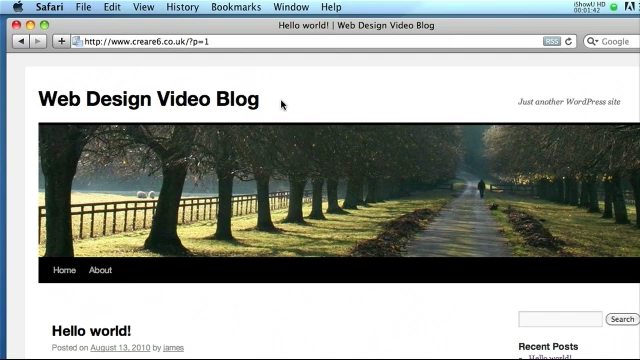 Safari File Edit View History Bookmarks Window Help iShowU HD 00:01:42
Hello world! | Web Design Video Blog
http://www.creare6.co.uk/?p=1 RSS Google
Web Design Video Blog
Just another WordPress site
Home About
Search
Hello world!
Posted on August 13, 2010 by james
Recent Posts
Hello world!